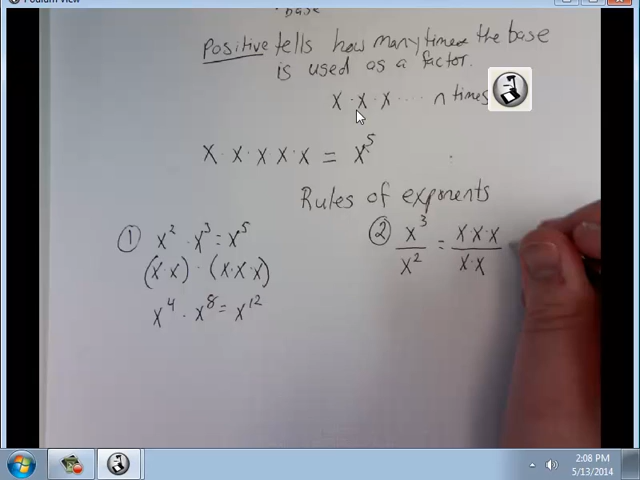 base
Positive tells how many times the base
is used as a factor.
X · X · X .... n times
X · X · X X · X = X⁵
Rules of exponents
① X² · X³ = X⁵
(X·X) · (X·X·X)
X⁴ · X⁸ = X¹²
② X³/X² = X·X·X/X·X
2:08 PM
5/13/2014